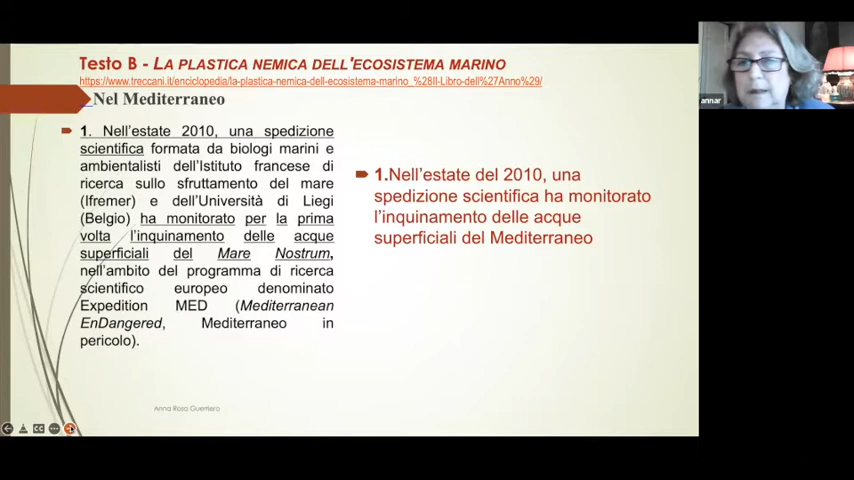 Testo B - LA PLASTICA NEMICA DELL'ECOSISTEMA MARINO
https://www.treccani.it/enciclopedia/la-plastica-nemica-dell-ecosistema-marino_%28Il-Libro-dell%27Anno%29/
Nel Mediterraneo
1. Nell'estate 2010, una spedizione
scientifica formata da biologi marini e
ambientalisti dell'Istituto francese di
ricerca sullo sfruttamento del mare
(Ifremer) e dell'Università di Liegi
(Belgio) ha monitorato per la prima
volta l'inquinamento delle acque
superficiali del Mare Nostrum,
nell'ambito del programma di ricerca
scientifico europeo denominato
Expedition MED (Mediterranean
EnDangered, Mediterraneo in
pericolo).
1.Nell'estate del 2010, una
spedizione scientifica ha monitorato
l'inquinamento delle acque
superficiali del Mediterraneo
Anna Rosa Guerriero
CC
annar